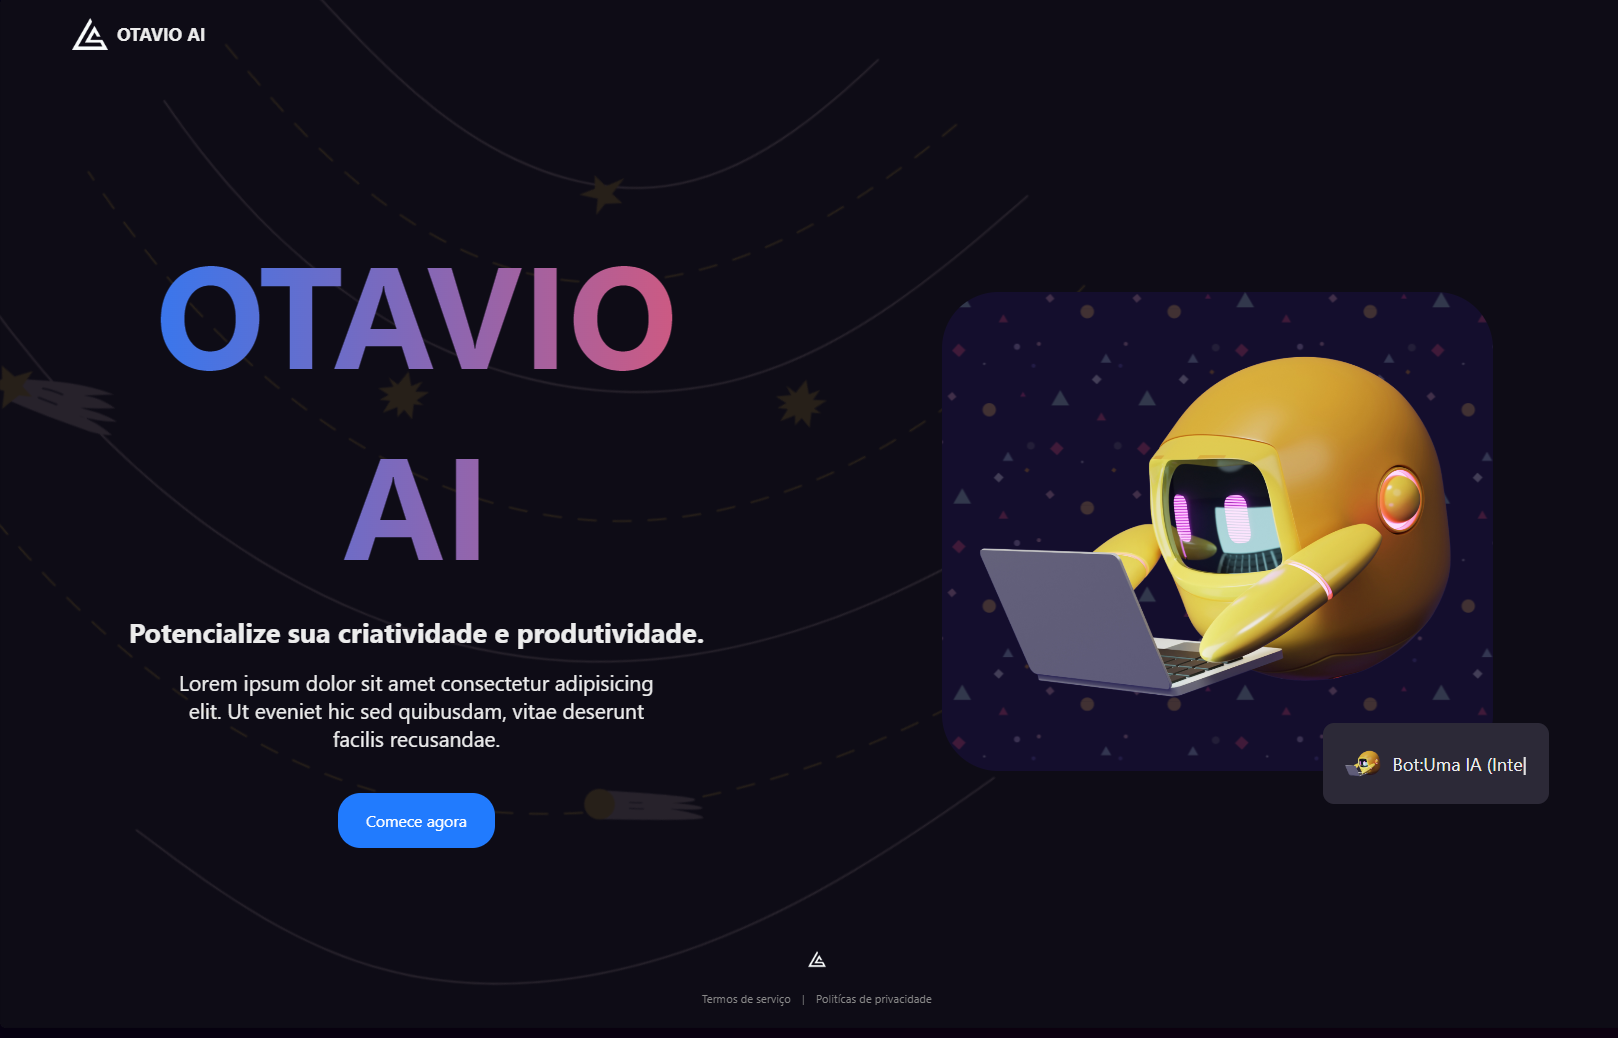 OTAVIO AI
OTAVIO
AI
Potencialize sua criatividade e produtividade.
Lorem ipsum dolor sit amet consectetur adipisicing
elit. Ut eveniet hic sed quibusdam, vitae deserunt
facilis recusandae.
Comece agora
Bot:Uma IA (Inte|
Termos de serviço | Politícas de privacidade